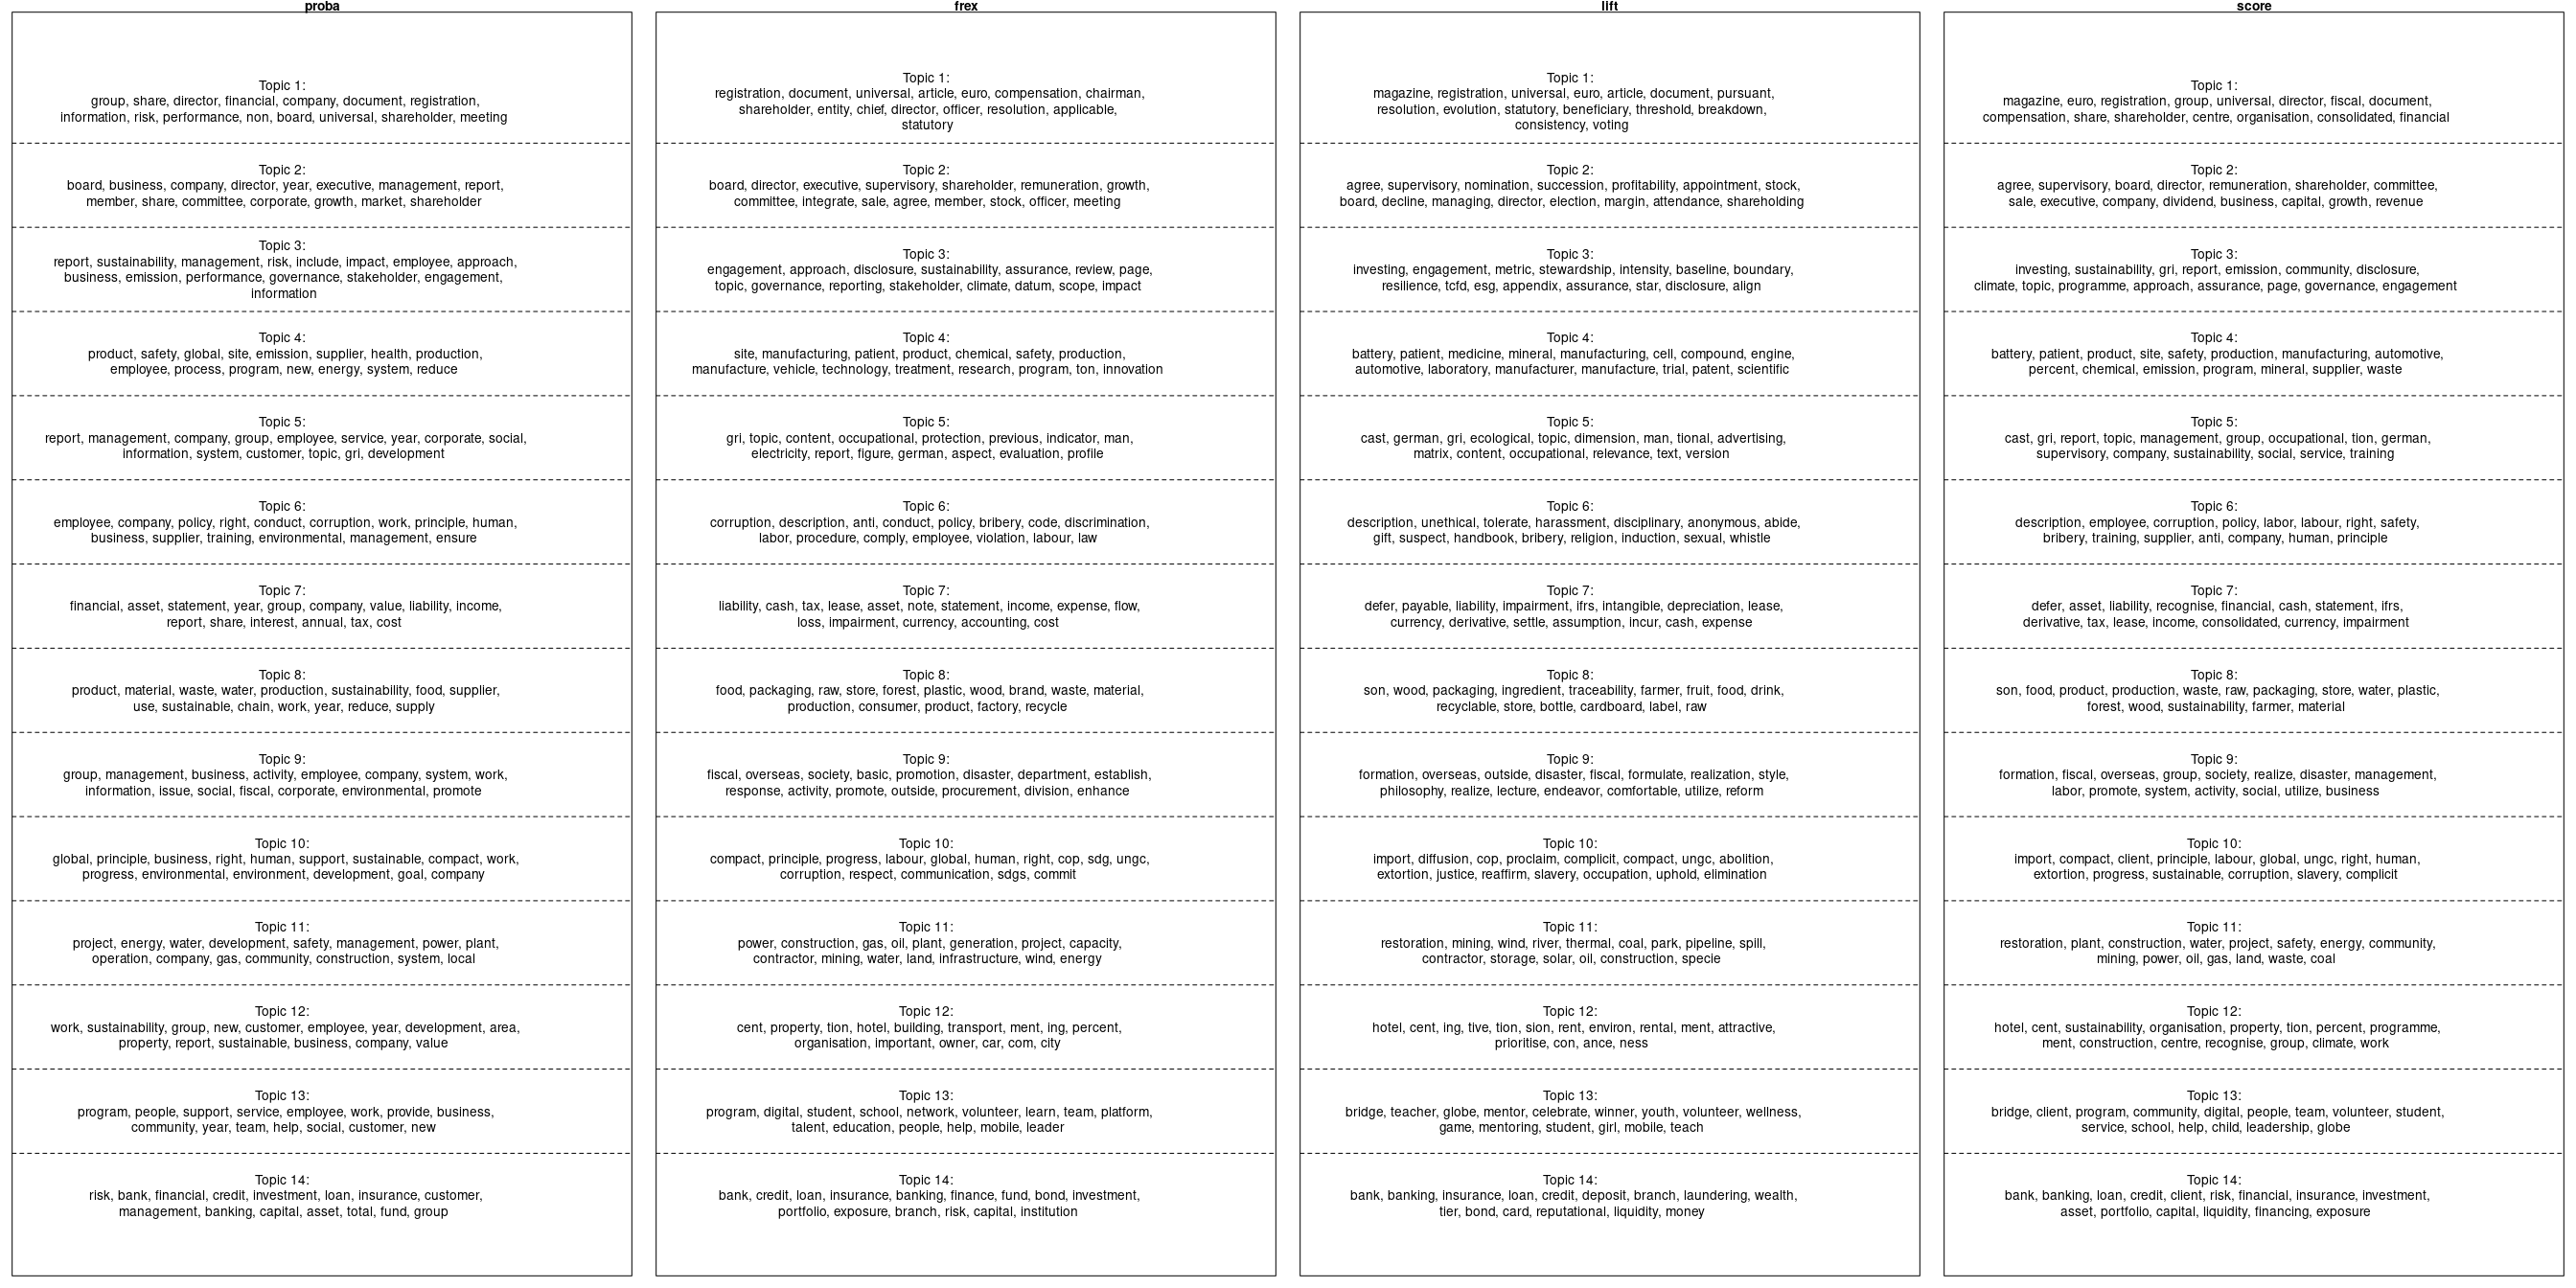 proba
Topic 1:
group, share, director, financial, company, document, registration,
information, risk, performance, non, board, universal, shareholder, meeting
Topic 2:
board, business, company, director, year, executive, management, report,
member, share, committee, corporate, growth, market, shareholder
Topic 3:
report, sustainability, management, risk, include, impact, employee, approach,
business, emission, performance, governance, stakeholder, engagement,
information
Topic 4:
product, safety, global, site, emission, supplier, health, production,
employee, process, program, new, energy, system, reduce
Topic 5:
report, management, company, group, employee, service, year, corporate, social,
information, system, customer, topic, gri, development
Topic 6:
employee, company, policy, right, conduct, corruption, work, principle, human,
business, supplier, training, environmental, management, ensure
Topic 7:
financial, asset, statement, year, group, company, value, liability, income,
report, share, interest, annual, tax, cost
Topic 8:
product, material, waste, water, production, sustainability, food, supplier,
use, sustainable, chain, work, year, reduce, supply
Topic 9:
group, management, business, activity, employee, company, system, work,
information, issue, social, fiscal, corporate, environmental, promote
Topic 10:
global, principle, business, right, human, support, sustainable, compact, work,
progress, environmental, environment, development, goal, company
Topic 11:
project, energy, water, development, safety, management, power, plant,
operation, company, gas, community, construction, system, local
Topic 12:
work, sustainability, group, new, customer, employee, year, development, area,
property, report, sustainable, business, company, value
Topic 13:
program, people, support, service, employee, work, provide, business,
community, year, team, help, social, customer, new
Topic 14:
risk, bank, financial, credit, investment, loan, insurance, customer,
management, banking, capital, asset, total, fund, group
frex
Topic 1:
registration, document, universal, article, euro, compensation, chairman,
shareholder, entity, chief, director, officer, resolution, applicable,
statutory
Topic 2:
board, director, executive, supervisory, shareholder, remuneration, growth,
committee, integrate, sale, agree, member, stock, officer, meeting
Topic 3:
engagement, approach, disclosure, sustainability, assurance, review, page,
topic, governance, reporting, stakeholder, climate, datum, scope, impact
Topic 4:
site, manufacturing, patient, product, chemical, safety, production,
manufacture, vehicle, technology, treatment, research, program, ton, innovation
Topic 5:
gri, topic, content, occupational, protection, previous, indicator, man,
electricity, report, figure, german, aspect, evaluation, profile
Topic 6:
corruption, description, anti, conduct, policy, bribery, code, discrimination,
labor, procedure, comply, employee, violation, labour, law
Topic 7:
liability, cash, tax, lease, asset, note, statement, income, expense, flow,
loss, impairment, currency, accounting, cost
Topic 8:
food, packaging, raw, store, forest, plastic, wood, brand, waste, material,
production, consumer, product, factory, recycle
Topic 9:
fiscal, overseas, society, basic, promotion, disaster, department, establish,
response, activity, promote, outside, procurement, division, enhance
Topic 10:
compact, principle, progress, labour, global, human, right, cop, sdg, ungc,
corruption, respect, communication, sdgs, commit
Topic 11:
power, construction, gas, oil, plant, generation, project, capacity,
contractor, mining, water, land, infrastructure, wind, energy
Topic 12:
cent, property, tion, hotel, building, transport, ment, ing, percent,
organisation, important, owner, car, com, city
Topic 13:
program, digital, student, school, network, volunteer, learn, team, platform,
talent, education, people, help, mobile, leader
Topic 14:
bank, credit, loan, insurance, banking, finance, fund, bond, investment,
portfolio, exposure, branch, risk, capital, institution
lift
Topic 1:
magazine, registration, universal, euro, article, document, pursuant,
resolution, evolution, statutory, beneficiary, threshold, breakdown,
consistency, voting
Topic 2:
agree, supervisory, nomination, succession, profitability, appointment, stock,
board, decline, managing, director, election, margin, attendance, shareholding
Topic 3:
investing, engagement, metric, stewardship, intensity, baseline, boundary,
resilience, tcfd, esg, appendix, assurance, star, disclosure, align
Topic 4:
battery, patient, medicine, mineral, manufacturing, cell, compound, engine,
automotive, laboratory, manufacturer, manufacture, trial, patent, scientific
Topic 5:
cast, german, gri, ecological, topic, dimension, man, tional, advertising,
matrix, content, occupational, relevance, text, version
Topic 6:
description, unethical, tolerate, harassment, disciplinary, anonymous, abide,
gift, suspect, handbook, bribery, religion, induction, sexual, whistle
Topic 7:
defer, payable, liability, impairment, ifrs, intangible, depreciation, lease,
currency, derivative, settle, assumption, incur, cash, expense
Topic 8:
son, wood, packaging, ingredient, traceability, farmer, fruit, food, drink,
recyclable, store, bottle, cardboard, label, raw
Topic 9:
formation, overseas, outside, disaster, fiscal, formulate, realization, style,
philosophy, realize, lecture, endeavor, comfortable, utilize, reform
Topic 10:
import, diffusion, cop, proclaim, complicit, compact, ungc, abolition,
extortion, justice, reaffirm, slavery, occupation, uphold, elimination
Topic 11:
restoration, mining, wind, river, thermal, coal, park, pipeline, spill,
contractor, storage, solar, oil, construction, specie
Topic 12:
hotel, cent, ing, tive, tion, sion, rent, environ, rental, ment, attractive,
prioritise, con, ance, ness
Topic 13:
bridge, teacher, globe, mentor, celebrate, winner, youth, volunteer, wellness,
game, mentoring, student, girl, mobile, teach
Topic 14:
bank, banking, insurance, loan, credit, deposit, branch, laundering, wealth,
tier, bond, card, reputational, liquidity, money
score
Topic 1:
magazine, euro, registration, group, universal, director, fiscal, document,
compensation, share, shareholder, centre, organisation, consolidated, financial
Topic 2:
agree, supervisory, board, director, remuneration, shareholder, committee,
sale, executive, company, dividend, business, capital, growth, revenue
Topic 3:
investing, sustainability, gri, report, emission, community, disclosure,
climate, topic, programme, approach, assurance, page, governance, engagement
Topic 4:
battery, patient, product, site, safety, production, manufacturing, automotive,
percent, chemical, emission, program, mineral, supplier, waste
Topic 5:
cast, gri, report, topic, management, group, occupational, tion, german,
supervisory, company, sustainability, social, service, training
Topic 6:
description, employee, corruption, policy, labor, labour, right, safety,
bribery, training, supplier, anti, company, human, principle
Topic 7:
defer, asset, liability, recognise, financial, cash, statement, ifrs,
derivative, tax, lease, income, consolidated, currency, impairment
Topic 8:
son, food, product, production, waste, raw, packaging, store, water, plastic,
forest, wood, sustainability, farmer, material
Topic 9:
formation, fiscal, overseas, group, society, realize, disaster, management,
labor, promote, system, activity, social, utilize, business
Topic 10:
import, compact, client, principle, labour, global, ungc, right, human,
extortion, progress, sustainable, corruption, slavery, complicit
Topic 11:
restoration, plant, construction, water, project, safety, energy, community,
mining, power, oil, gas, land, waste, coal
Topic 12:
hotel, cent, sustainability, organisation, property, tion, percent, programme,
ment, construction, centre, recognise, group, climate, work
Topic 13:
bridge, client, program, community, digital, people, team, volunteer, student,
service, school, help, child, leadership, globe
Topic 14:
bank, banking, loan, credit, client, risk, financial, insurance, investment,
asset, portfolio, capital, liquidity, financing, exposure